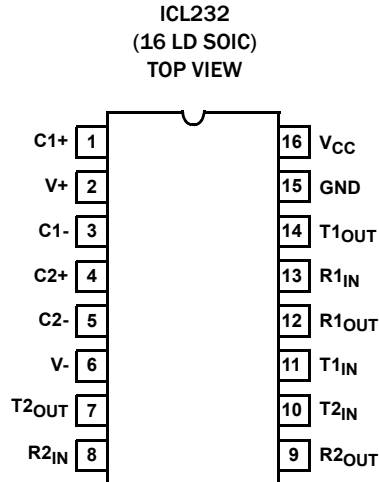 ICL232
(16 LD SOIC)
TOP VIEW
C1+ 1 16 VCC
V+ 2 15 GND
C1- 3 14 T1OUT
C2+ 4 13 R1IN
C2- 5 12 R1OUT
V- 6 11 T1IN
T2OUT 7 10 T2IN
R2IN 8 9 R2OUT